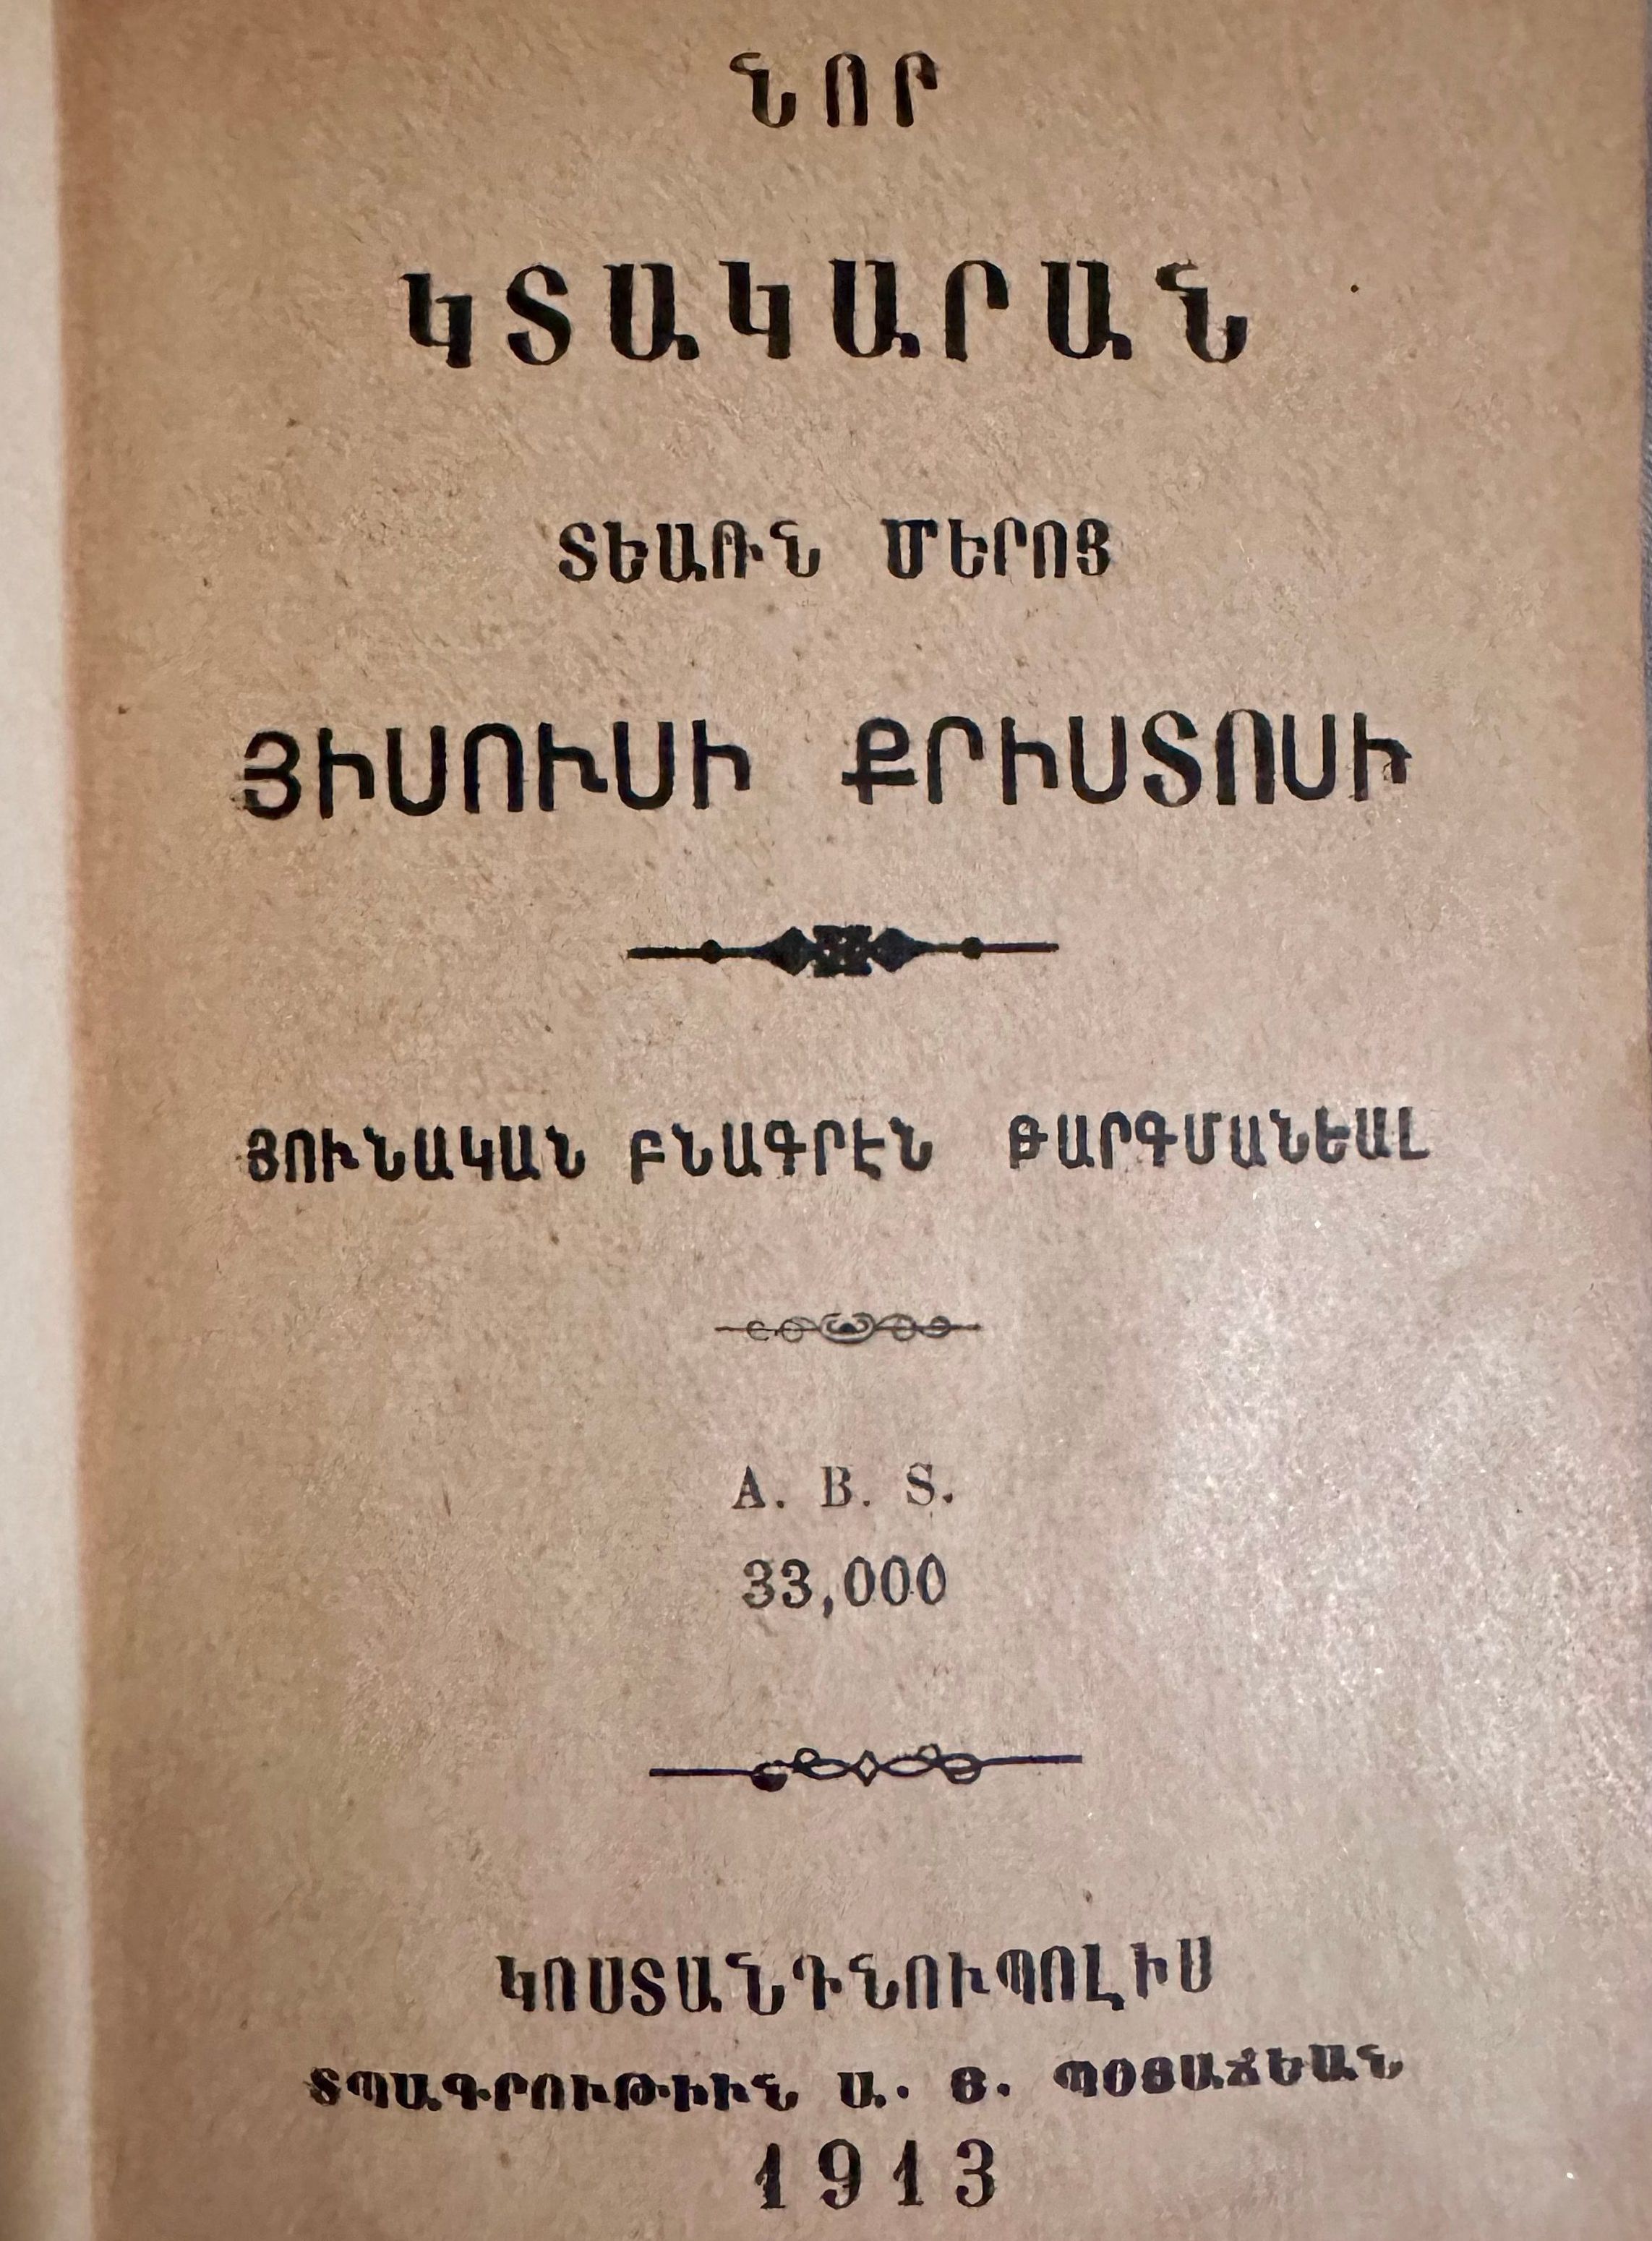 ՆՈՐ
ԿՏԱԿԱՐԱՆ
ՏԵԱՌՆ ՄԵՐՈՅ
ՅԻՍՈՒՍԻ ՔՐԻՍՏՈՍԻ
ՅՈՒՆԱԿԱՆ ԲՆԱԳՐԷՆ ԹԱՐԳՄԱՆԵԱԼ
A. B. S.
33,000
ԿՈՍՏԱՆԴՆՈՒՊՈԼԻՍ
ՏՊԱԳՐՈՒԹԻՒՆ Ա. Յ. ՊՕՅԱՃԵԱՆ
1913